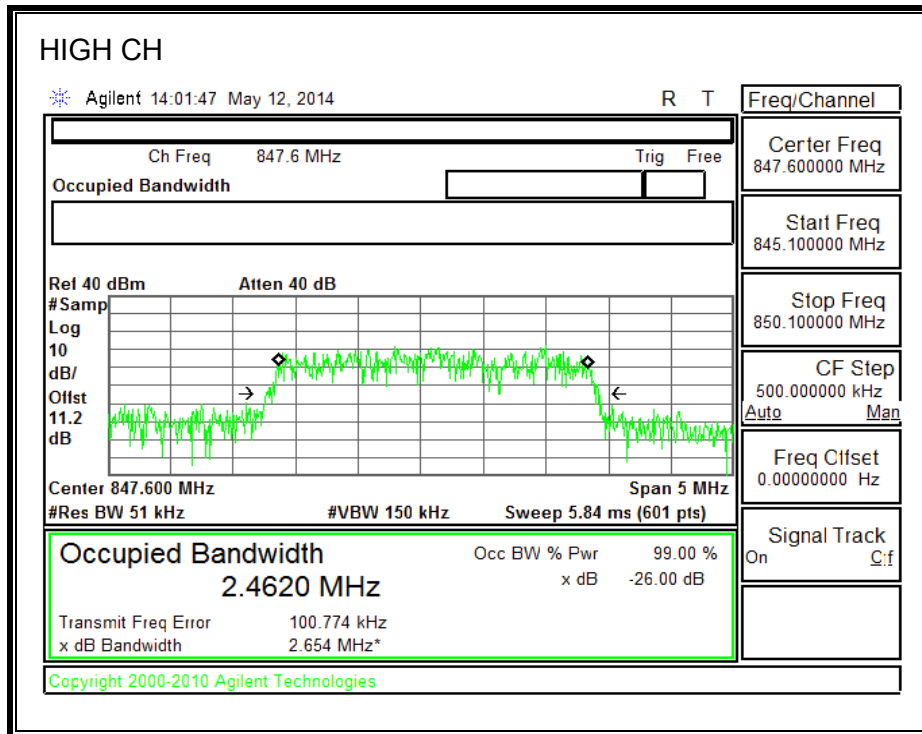 HIGH CH
Agilent 14:01:47 May 12, 2014 R T
Ch Freq 847.6 MHz Trig Free
Occupied Bandwidth
Ref 40 dBm Atten 40 dB
#Samp
Log
10
dB/
Offst
11.2
dB
Center 847.600 MHz Span 5 MHz
#Res BW 51 kHz #VBW 150 kHz Sweep 5.84 ms (601 pts)
Occupied Bandwidth Occ BW % Pwr 99.00 %
2.4620 MHz x dB -26.00 dB
Transmit Freq Error 100.774 kHz
x dB Bandwidth 2.654 MHz*
Copyright 2000-2010 Agilent Technologies
Freq/Channel
Center Freq
847.600000 MHz
Start Freq
845.100000 MHz
Stop Freq
850.100000 MHz
CF Step
500.000000 kHz
Auto Man
Freq Offset
0.00000000 Hz
Signal Track
On Off